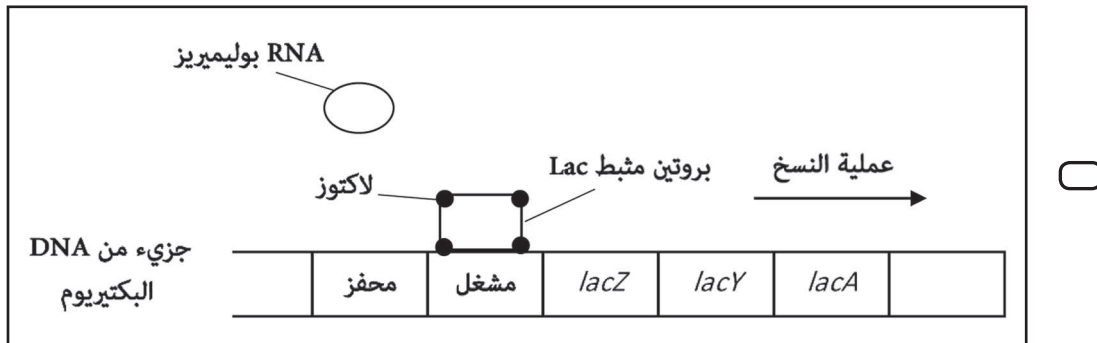 RNA بوليميريز
عملية النسخ
بروتين مثبط Lac
لاكتوز
جزيء من DNA
البكتيريوم
محفز
مشغل
lacZ
lacY
lacA